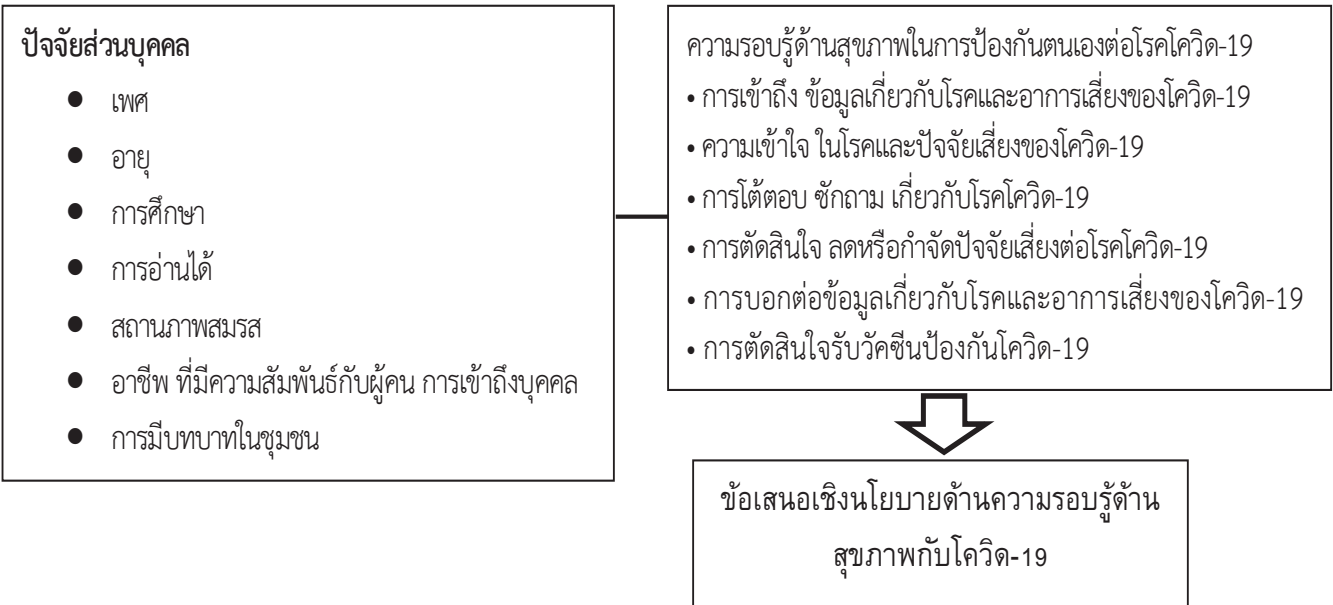 ปัจจัยส่วนบุคคล
● เพศ
● อายุ
● การศึกษา
● การอ่านได้
● สถานภาพสมรส
● อาชีพ ที่มีความสัมพันธ์กับผู้คน การเข้าถึงบุคคล
● การมีบทบาทในชุมชน
ความรอบรู้ด้านสุขภาพในการป้องกันตนเองต่อโรคโควิด-19
• การเข้าถึง ข้อมูลเกี่ยวกับโรคและอาการเสี่ยงของโควิด-19
• ความเข้าใจ ในโรคและปัจจัยเสี่ยงของโควิด-19
• การโต้ตอบ ซักถาม เกี่ยวกับโรคโควิด-19
• การตัดสินใจ ลดหรือกำจัดปัจจัยเสี่ยงต่อโรคโควิด-19
• การบอกต่อข้อมูลเกี่ยวกับโรคและอาการเสี่ยงของโควิด-19
• การตัดสินใจรับวัคซีนป้องกันโควิด-19
ข้อเสนอเชิงนโยบายด้านความรอบรู้ด้าน
สุขภาพกับโควิด-19